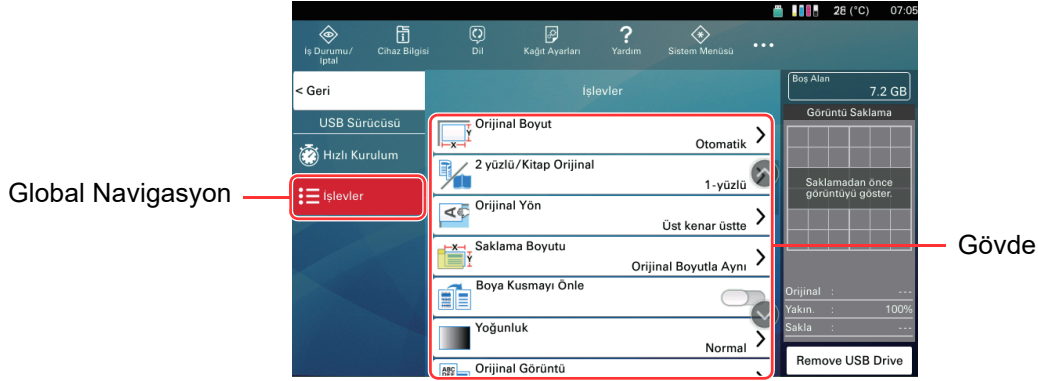 28 (°C) 07:05
İş Durumu/
İptal
Cihaz Bilgisi
Dil
Kağıt Ayarları
Yardım
Sistem Menüsü
< Geri
İşlevler
Boş Alan
7.2 GB
USB Sürücüsü
Hızlı Kurulum
İşlevler
Global Navigasyon
Orijinal Boyut
Otomatik
2 yüzlü/Kitap Orijinal
1-yüzlü
Orijinal Yön
Üst kenar üstte
Saklama Boyutu
Orijinal Boyutla Aynı
Boya Kusmayı Önle
Yoğunluk
Normal
ABC
Orijinal Görüntü
Gövde
Görüntü Saklama
Saklamadan önce
görüntüyü göster.
Orijinal : ---
Yakın. : 100%
Sakla : ---
Remove USB Drive